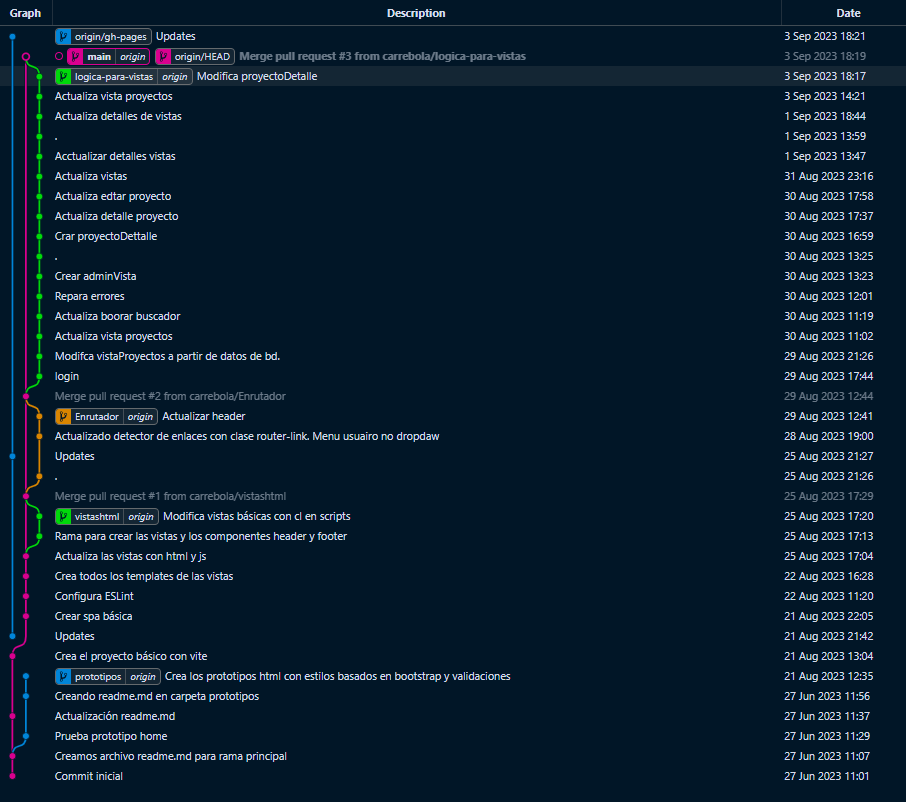 Graph Description Date
origin/gh-pages Updates 3 Sep 2023 18:21
main origin origin/HEAD Merge pull request #3 from carrebola/logica-para-vistas 3 Sep 2023 18:19
logica-para-vistas origin Modifica proyectoDetalle 3 Sep 2023 18:17
Actualiza vista proyectos 3 Sep 2023 14:21
Actualiza detalles de vistas 1 Sep 2023 18:44
. 1 Sep 2023 13:59
Acctualizar detalles vistas 1 Sep 2023 13:47
Actualiza vistas 31 Aug 2023 23:16
Actualiza edtar proyecto 30 Aug 2023 17:58
Actualiza detalle proyecto 30 Aug 2023 17:37
Crar proyectoDettalle 30 Aug 2023 16:59
. 30 Aug 2023 13:25
Crear adminVista 30 Aug 2023 13:23
Repara errores 30 Aug 2023 12:01
Actualiza boorar buscador 30 Aug 2023 11:19
Actualiza vista proyectos 30 Aug 2023 11:02
Modifca vistaProyectos a partir de datos de bd. 29 Aug 2023 21:26
login 29 Aug 2023 17:44
Merge pull request #2 from carrebola/Enrutador 29 Aug 2023 12:44
Enrutador origin Actualizar header 29 Aug 2023 12:41
Actualizado detector de enlaces con clase router-link. Menu usuairo no dropdaw 28 Aug 2023 19:00
Updates 25 Aug 2023 21:27
. 25 Aug 2023 21:26
Merge pull request #1 from carrebola/vistashtml 25 Aug 2023 17:29
vistashtml origin Modifica vistas básicas con cl en scripts 25 Aug 2023 17:20
Rama para crear las vistas y los componentes header y footer 25 Aug 2023 17:13
Actualiza las vistas con html y js 25 Aug 2023 17:04
Crea todos los templates de las vistas 22 Aug 2023 16:28
Configura ESLint 22 Aug 2023 11:20
Crear spa básica 21 Aug 2023 22:05
Updates 21 Aug 2023 21:42
Crea el proyecto básico con vite 21 Aug 2023 13:04
prototipos origin Crea los prototipos html con estilos basados en bootstrap y validaciones 21 Aug 2023 12:35
Creando readme.md en carpeta prototipos 27 Jun 2023 11:56
Actualización readme.md 27 Jun 2023 11:37
Prueba prototipo home 27 Jun 2023 11:29
Creamos archivo readme.md para rama principal 27 Jun 2023 11:07
Commit inicial 27 Jun 2023 11:01